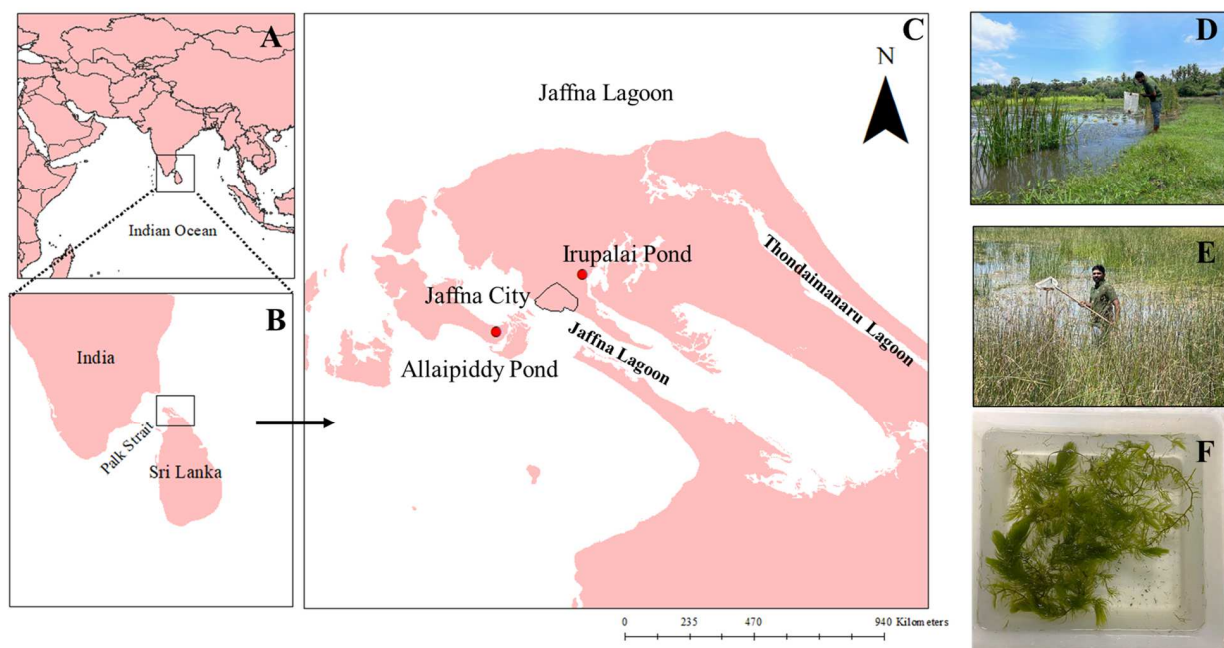 A
Indian Ocean
B
India
Palk Strait
Sri Lanka
C
N
Jaffna Lagoon
Irupalai Pond
Jaffna City
Allaipiddy Pond
Jaffna Lagoon
Thondaimanaru Lagoon
0 235 470 940 Kilometers
D
E
F